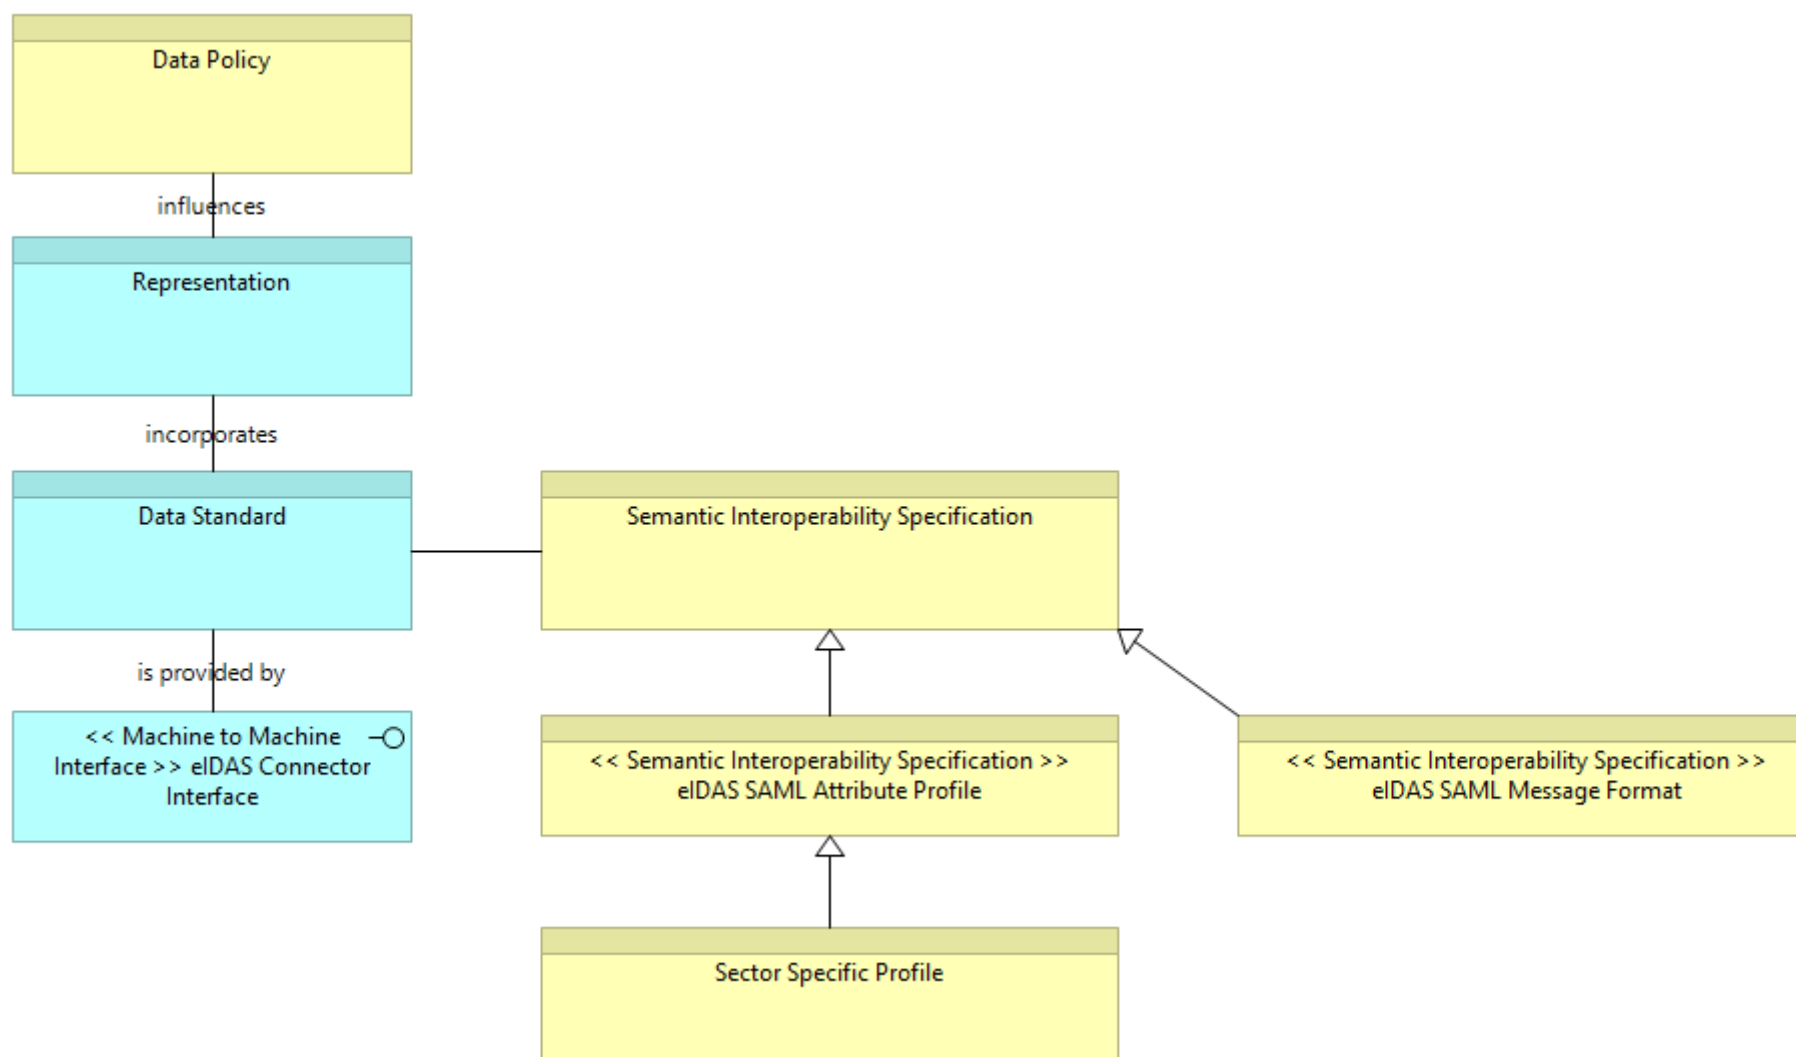 Data Policy
influences
Representation
incorporates
Data Standard
Semantic Interoperability Specification
is provided by
<< Machine to Machine
Interface >> eIDAS Connector
Interface
<< Semantic Interoperability Specification >>
eIDAS SAML Attribute Profile
<< Semantic Interoperability Specification >>
eIDAS SAML Message Format
Sector Specific Profile